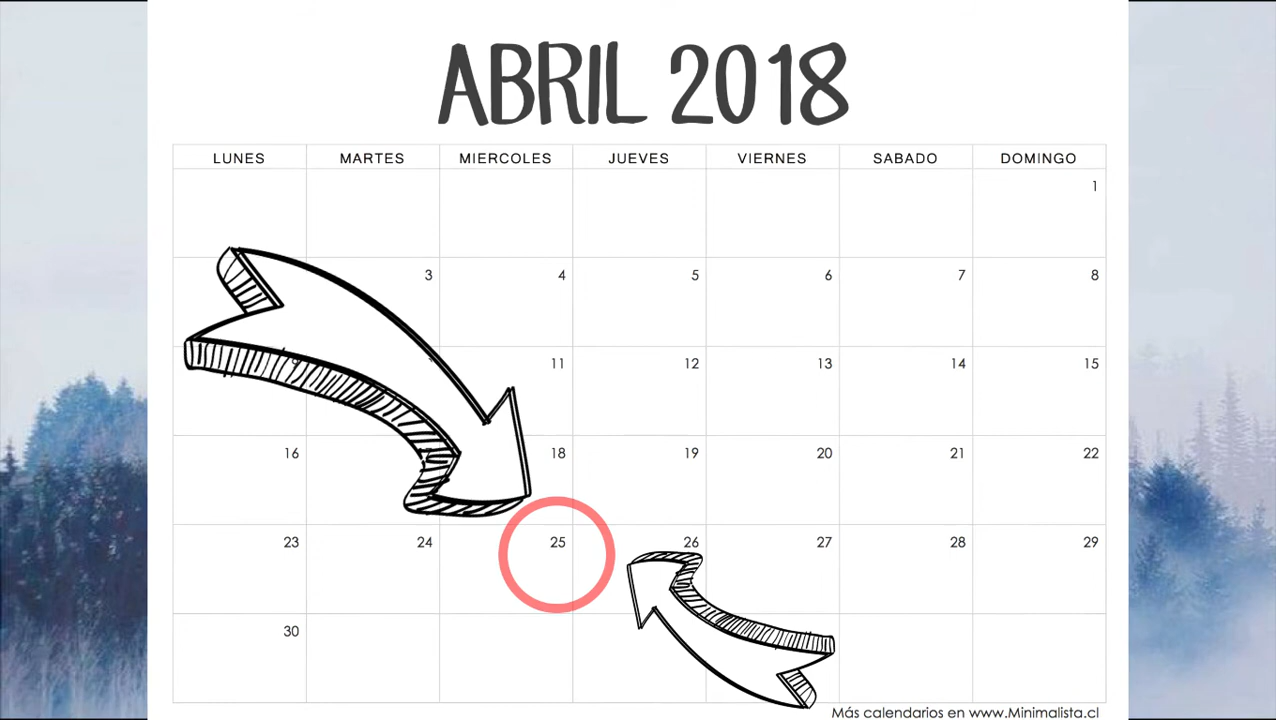 ABRIL 2018
LUNES MARTES MIERCOLES JUEVES VIERNES SABADO DOMINGO
1
3 4 5 6 7 8
11 12 13 14 15
16 18 19 20 21 22
23 24 25 26 27 28 29
30
Más calendarios en www.Minimalista.cl